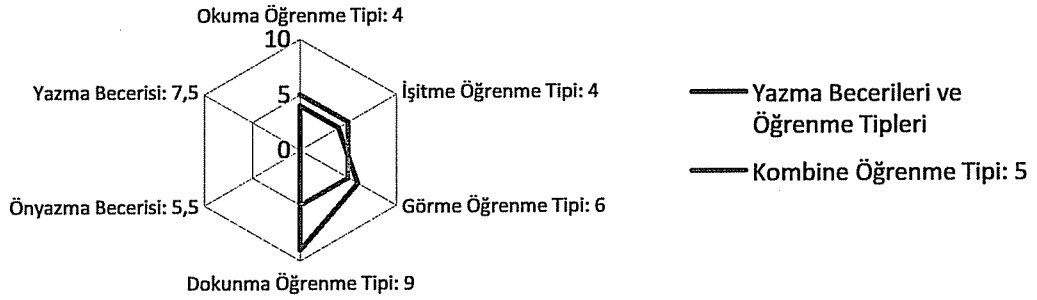 Okuma Öğrenme Tipi: 4
10
Yazma Becerisi: 7,5
5
İşitme Öğrenme Tipi: 4
0
Önyazma Becerisi: 5,5
Görme Öğrenme Tipi: 6
Dokunma Öğrenme Tipi: 9
Yazma Becerileri ve
Öğrenme Tipleri
Kombine Öğrenme Tipi: 5